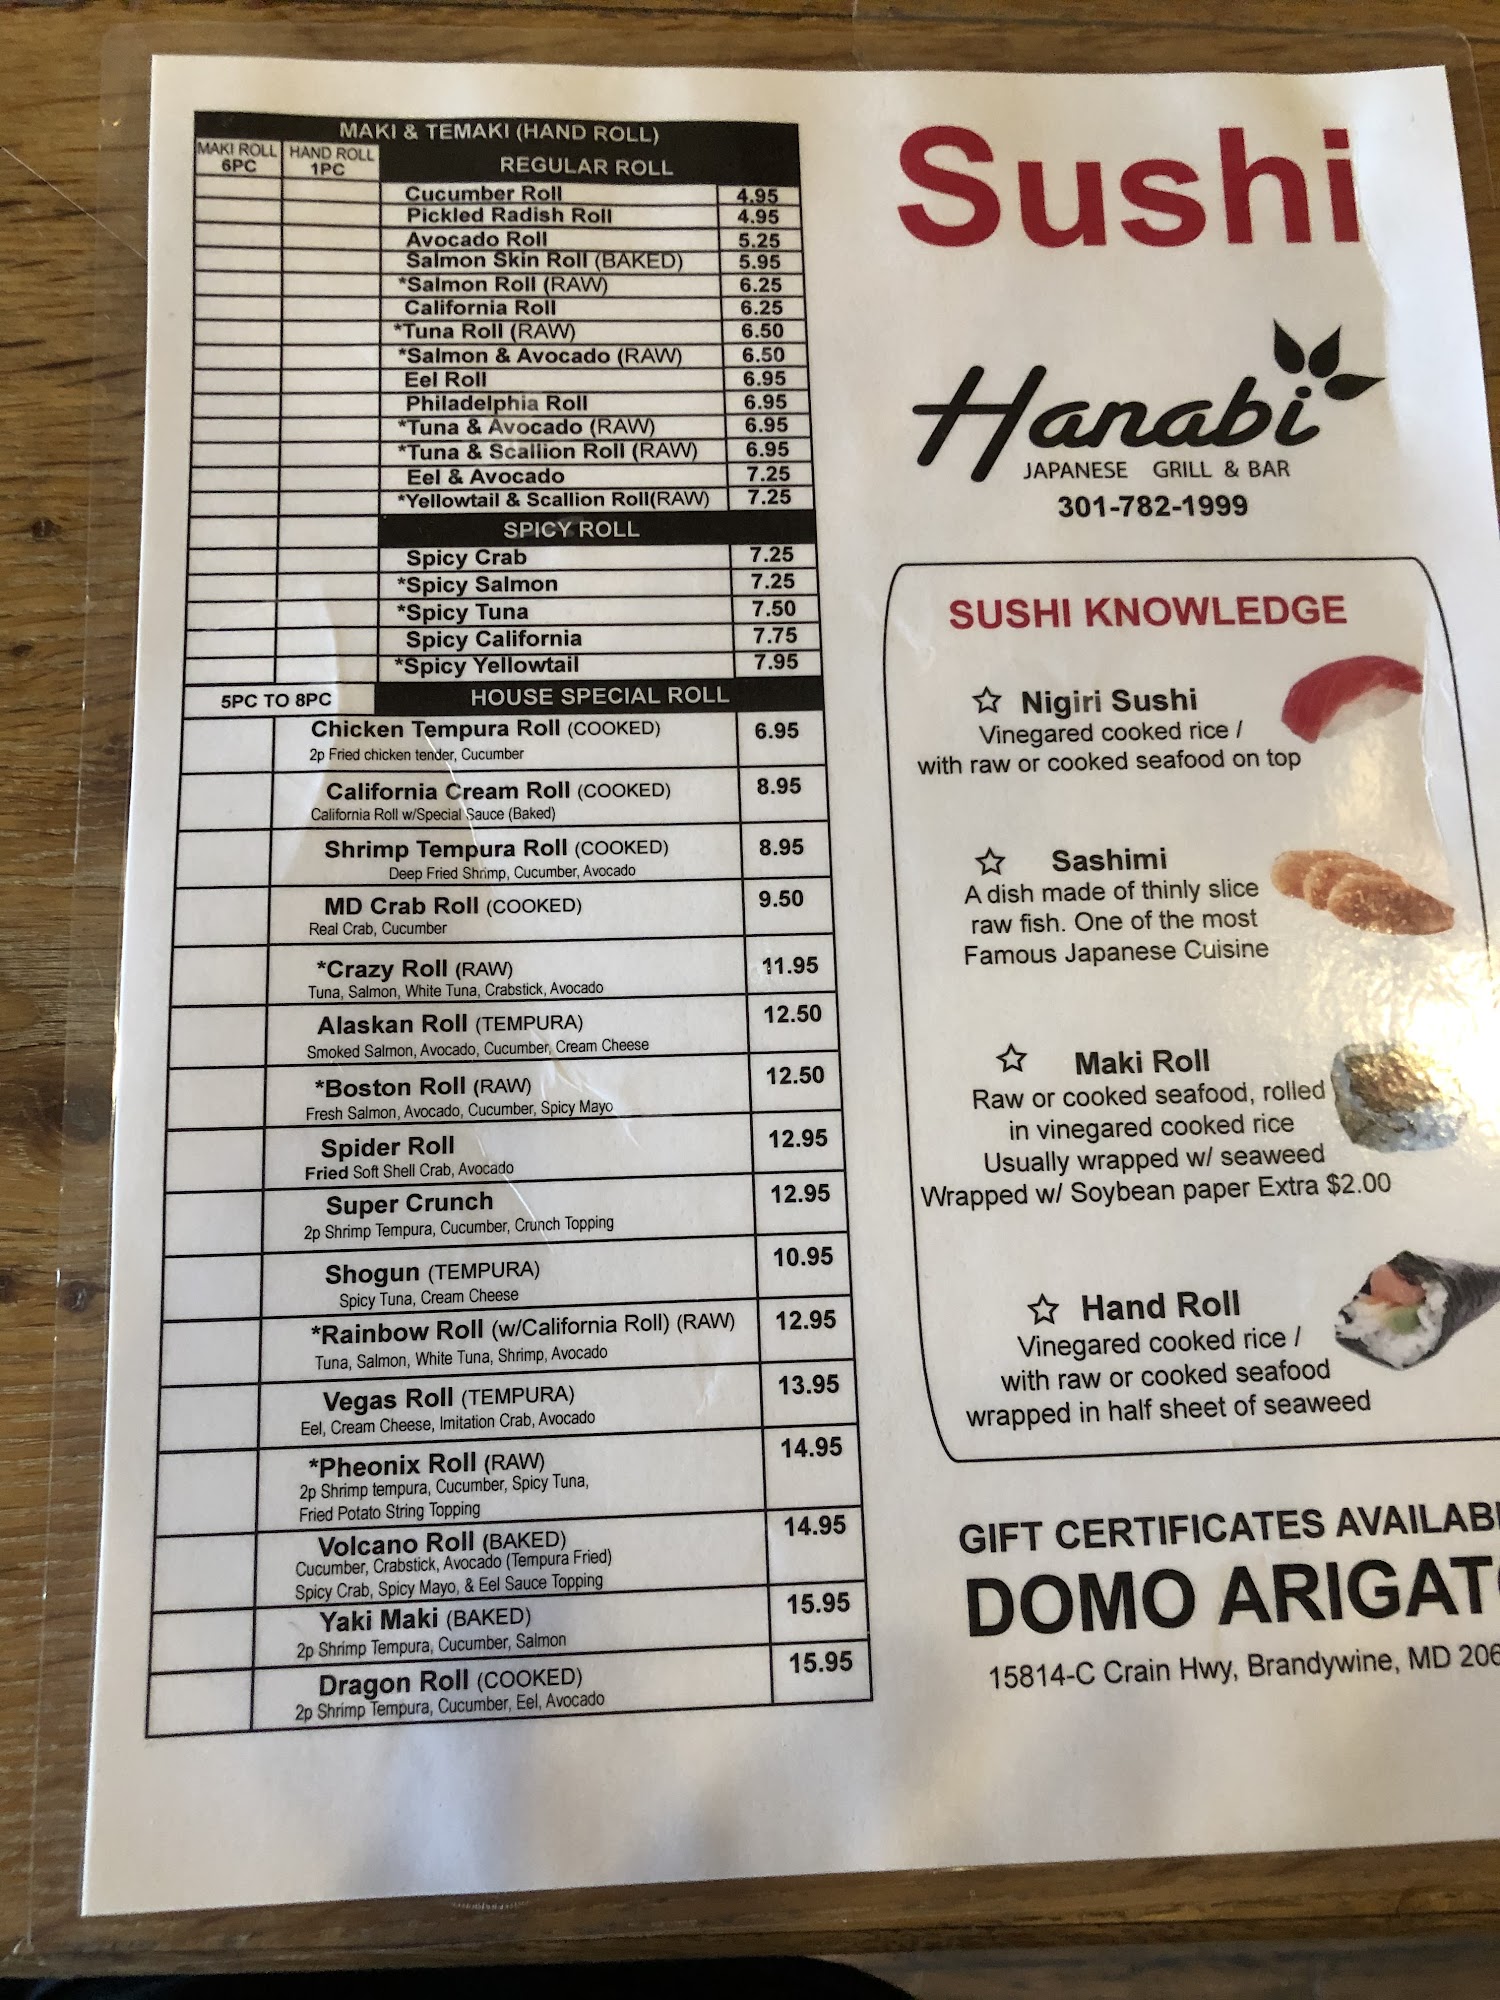 MAKI & TEMAKI (HAND ROLL)
MAKI ROLL HAND ROLL REGULAR ROLL
6PC 1PC
Cucumber Roll 4.95
Pickled Radish Roll 4.95
Avocado Roll 5.25
Salmon Skin Roll (BAKED) 5.95
*Salmon Roll (RAW) 6.25
California Roll 6.25
*Tuna Roll (RAW) 6.50
*Salmon & Avocado (RAW) 6.50
Eel Roll 6.95
Philadelphia Roll 6.95
*Tuna & Avocado (RAW) 6.95
*Tuna & Scallion Roll (RAW) 6.95
Eel & Avocado 7.25
*Yellowtail & Scallion Roll(RAW) 7.25
SPICY ROLL
Spicy Crab 7.25
*Spicy Salmon 7.25
*Spicy Tuna 7.50
Spicy California 7.75
*Spicy Yellowtail 7.95
5PC TO 8PC HOUSE SPECIAL ROLL
Chicken Tempura Roll (COOKED) 6.95
2p Fried chicken tender, Cucumber
California Cream Roll (COOKED) 8.95
California Roll w/Special Sauce (Baked)
Shrimp Tempura Roll (COOKED) 8.95
Deep Fried Shrimp, Cucumber, Avocado
MD Crab Roll (COOKED) 9.50
Real Crab, Cucumber
*Crazy Roll (RAW) 11.95
Tuna, Salmon, White Tuna, Crabstick, Avocado
Alaskan Roll (TEMPURA) 12.50
Smoked Salmon, Avocado, Cucumber, Cream Cheese
*Boston Roll (RAW) 12.50
Fresh Salmon, Avocado, Cucumber, Spicy Mayo
Spider Roll 12.95
Fried Soft Shell Crab, Avocado
Super Crunch 12.95
2p Shrimp Tempura, Cucumber, Crunch Topping
Shogun (TEMPURA) 10.95
Spicy Tuna, Cream Cheese
*Rainbow Roll (w/California Roll) (RAW) 12.95
Tuna, Salmon, White Tuna, Shrimp, Avocado
Vegas Roll (TEMPURA) 13.95
Eel, Cream Cheese, Imitation Crab, Avocado
*Pheonix Roll (RAW) 14.95
2p Shrimp tempura, Cucumber, Spicy Tuna,
Fried Potato String Topping
Volcano Roll (BAKED) 14.95
Cucumber, Crabstick, Avocado (Tempura Fried)
Spicy Crab, Spicy Mayo, & Eel Sauce Topping
Yaki Maki (BAKED) 15.95
2p Shrimp Tempura, Cucumber, Salmon
Dragon Roll (COOKED) 15.95
2p Shrimp Tempura, Cucumber, Eel, Avocado
Sushi
Hanabi
JAPANESE GRILL & BAR
301-782-1999
SUSHI KNOWLEDGE
Nigiri Sushi
Vinegared cooked rice /
with raw or cooked seafood on top
Sashimi
A dish made of thinly slice
raw fish. One of the most
Famous Japanese Cuisine
Maki Roll
Raw or cooked seafood, rolled
in vinegared cooked rice
Usually wrapped w/ seaweed
Wrapped w/ Soybean paper Extra $2.00
Hand Roll
Vinegared cooked rice /
with raw or cooked seafood
wrapped in half sheet of seaweed
GIFT CERTIFICATES AVAILAB
DOMO ARIGAT
15814-C Crain Hwy, Brandywine, MD 206